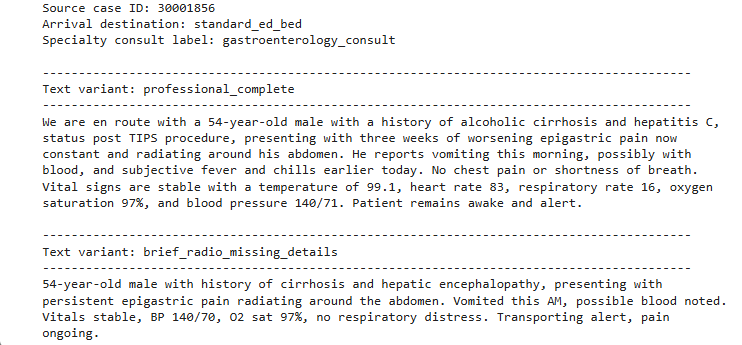 Source case ID: 30001856
Arrival destination: standard_ed_bed
Specialty consult label: gastroenterology_consult
------------------------------------------------------------------------------------------
Text variant: professional_complete
------------------------------------------------------------------------------------------
We are en route with a 54-year-old male with a history of alcoholic cirrhosis and hepatitis C,
status post TIPS procedure, presenting with three weeks of worsening epigastric pain now
constant and radiating around his abdomen. He reports vomiting this morning, possibly with
blood, and subjective fever and chills earlier today. No chest pain or shortness of breath.
Vital signs are stable with a temperature of 99.1, heart rate 83, respiratory rate 16, oxygen
saturation 97%, and blood pressure 140/71. Patient remains awake and alert.
------------------------------------------------------------------------------------------
Text variant: brief_radio_missing_details
------------------------------------------------------------------------------------------
54-year-old male with history of cirrhosis and hepatic encephalopathy, presenting with
persistent epigastric pain radiating around the abdomen. Vomited this AM, possible blood noted.
Vitals stable, BP 140/70, O2 sat 97%, no respiratory distress. Transporting alert, pain
ongoing.